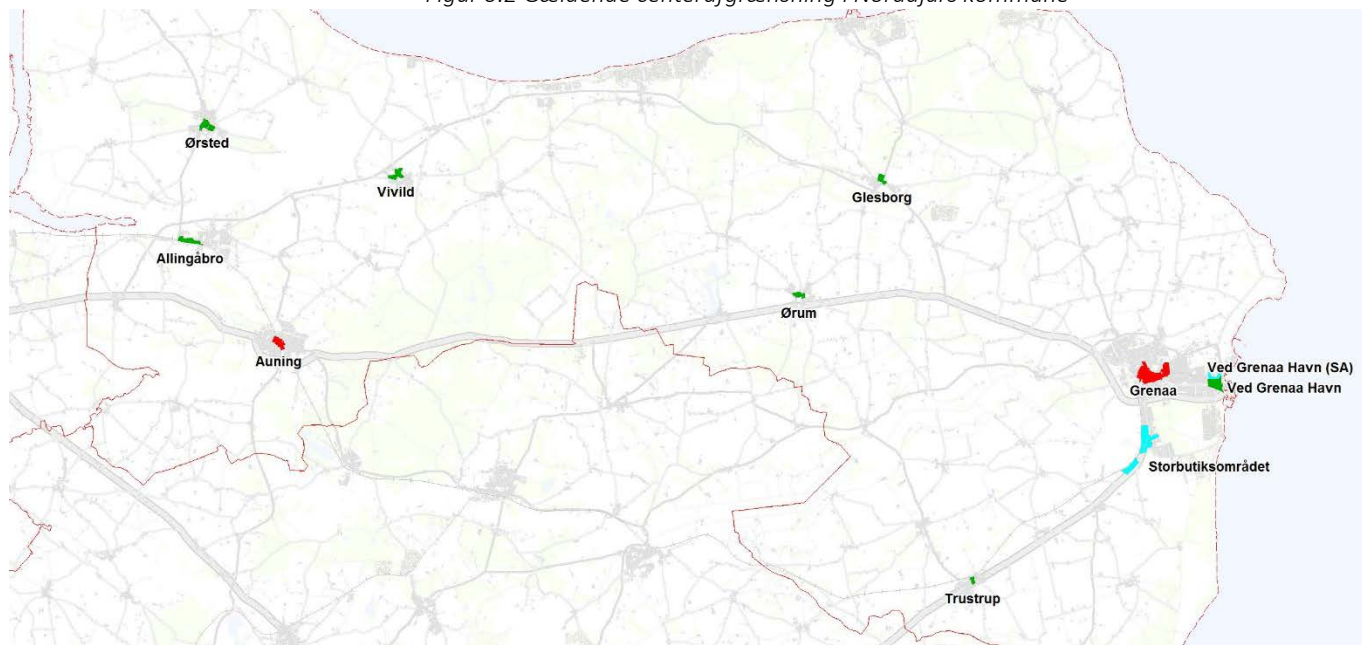 Ørsted
Vivild
Glesborg
Allingåbro
Ørum
Auning
Ved Grenaa Havn (SA)
Grenaa
Ved Grenaa Havn
Storbutiksområdet
Trustrup